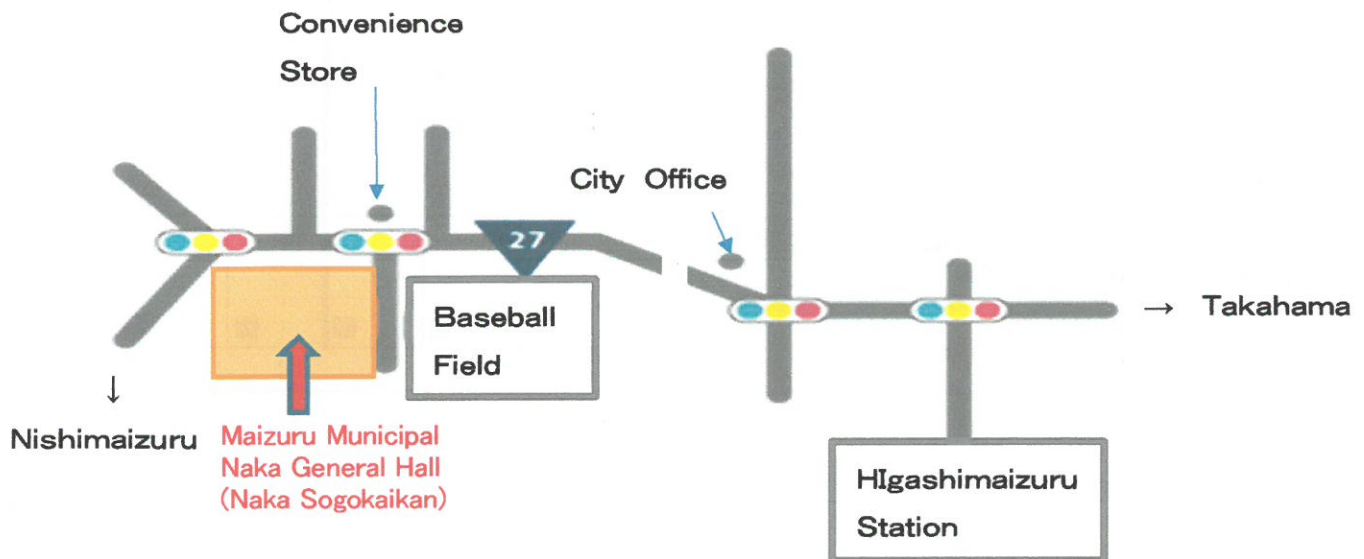 Convenience
Store
City Office
27
Baseball
Field
→ Takahama
↓
Nishimaizuru
Maizuru Municipal
Naka General Hall
(Naka Sogokaikan)
HIgashimaizuru
Station